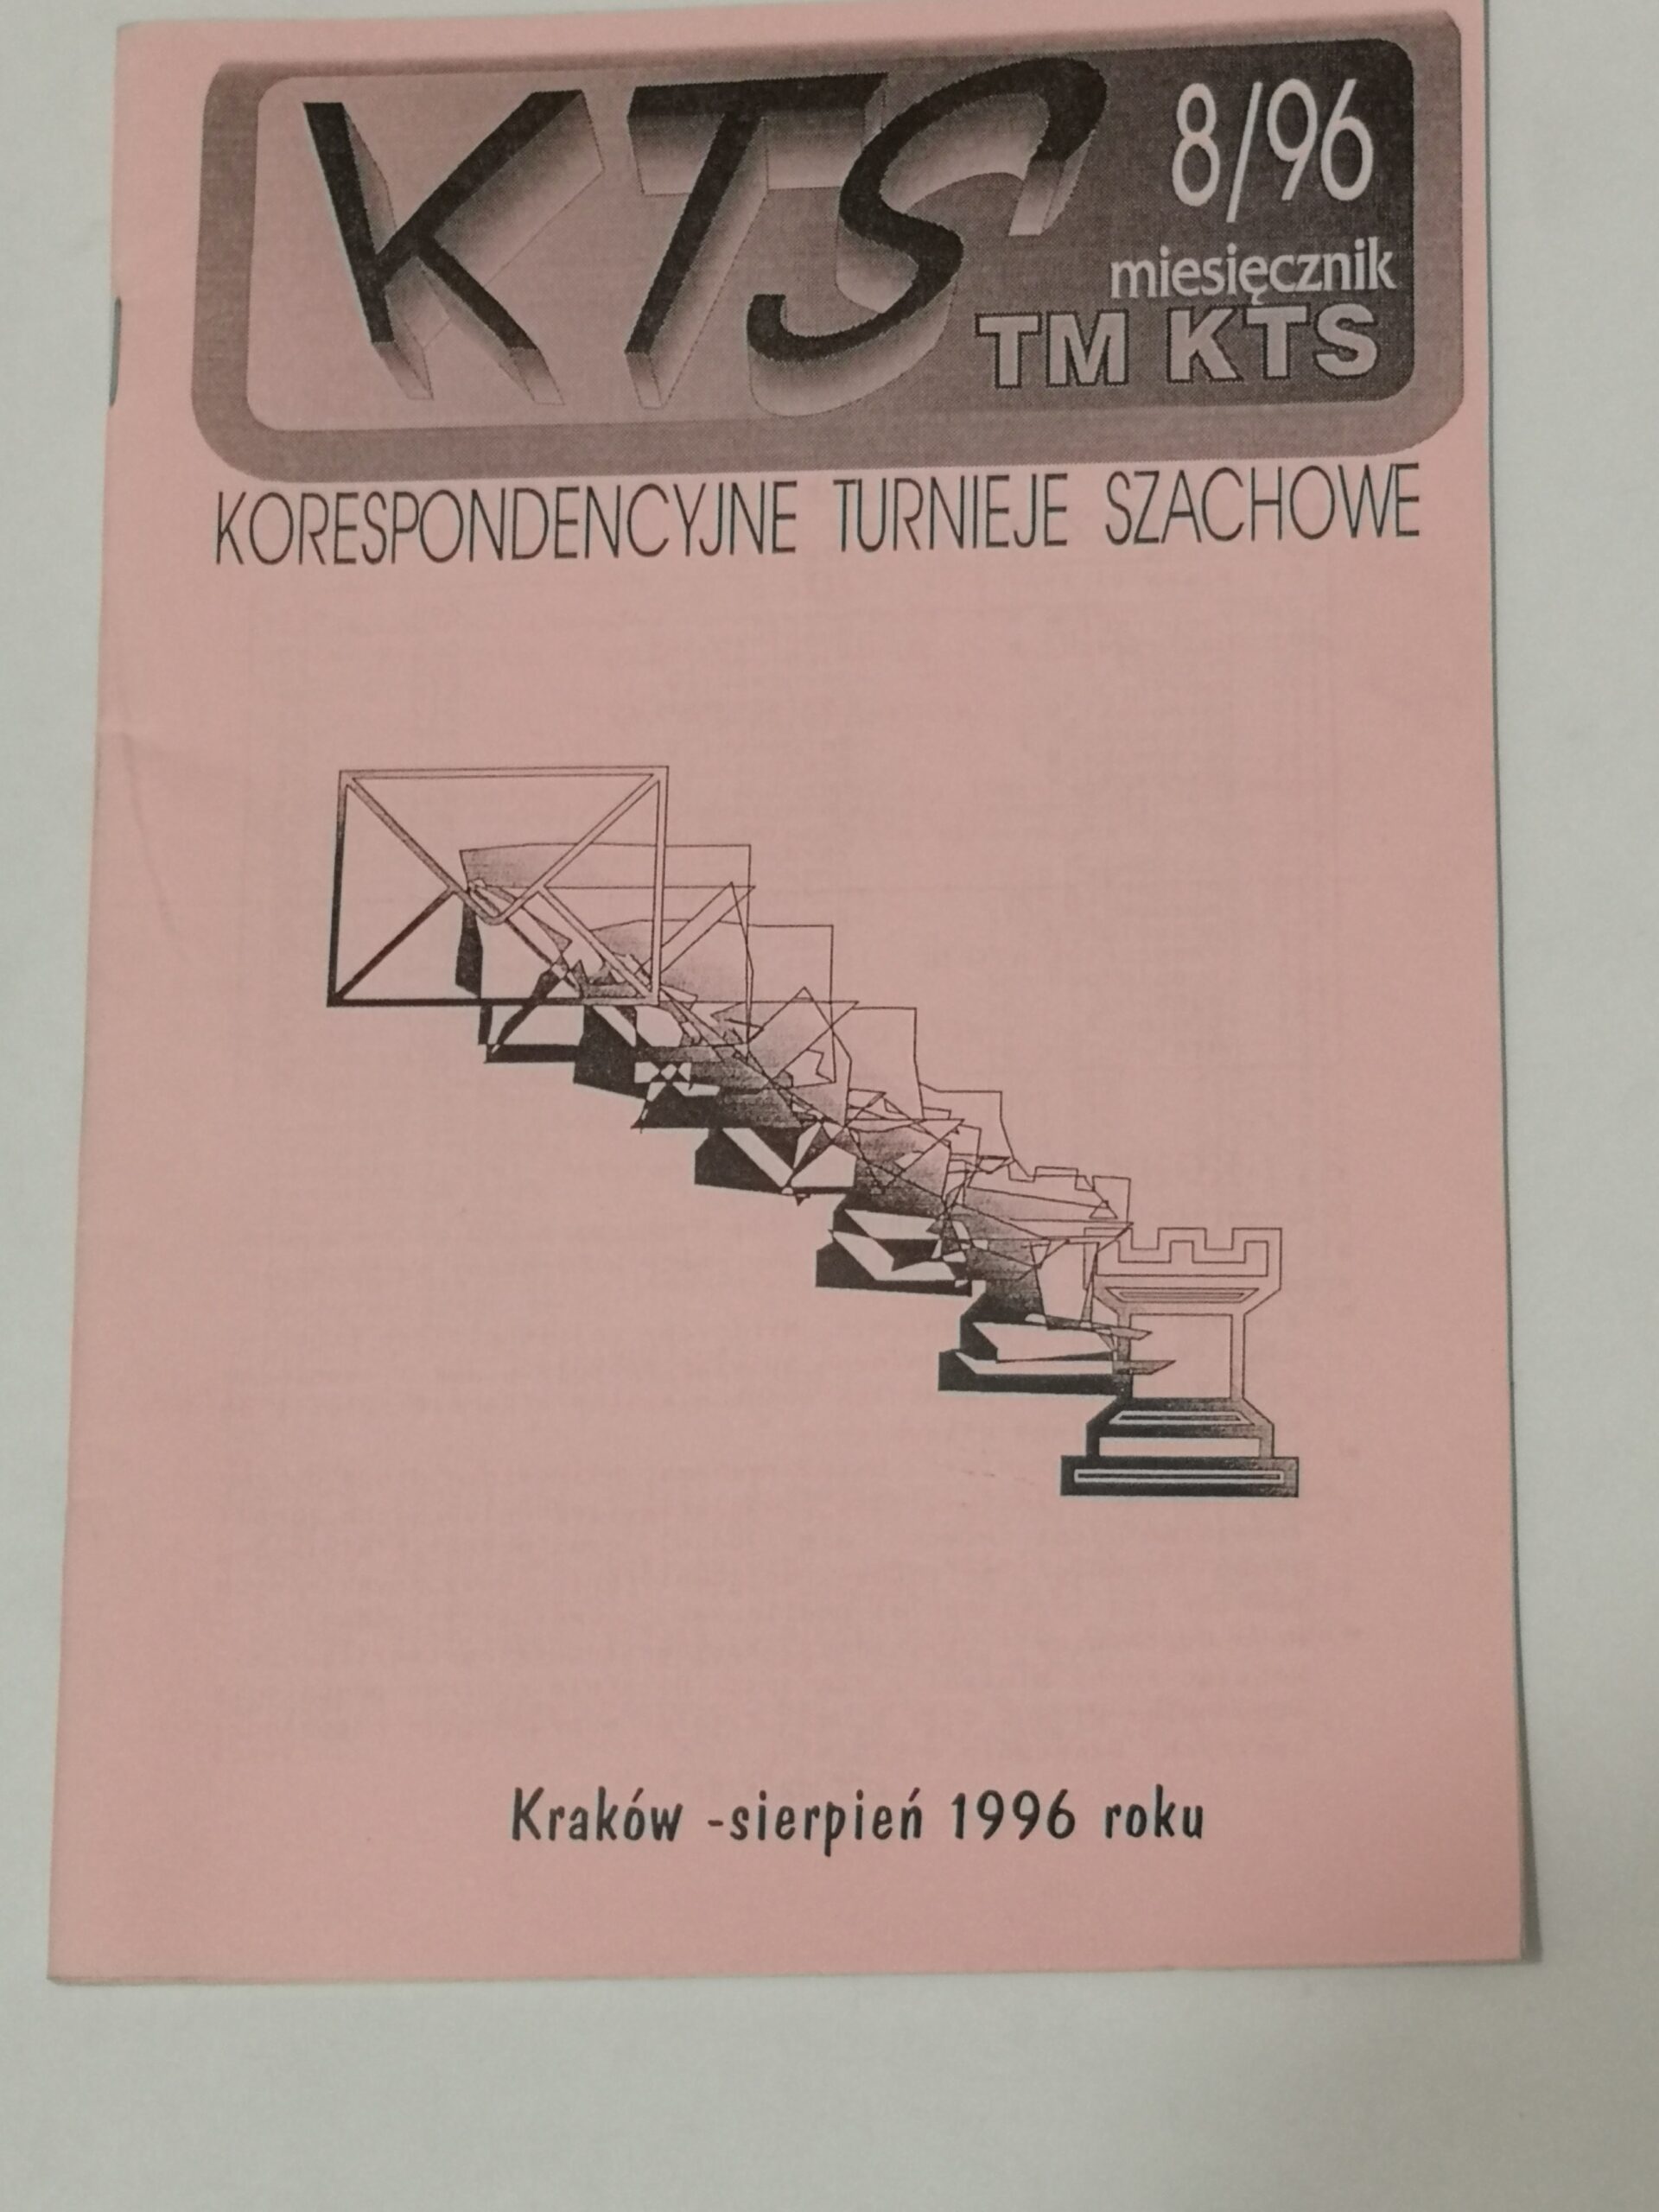 KTS
8/96
miesięcznik
TM KTS
KORESPONDENCYJNE TURNIEJE SZACHOWE
Kraków -sierpień 1996 roku